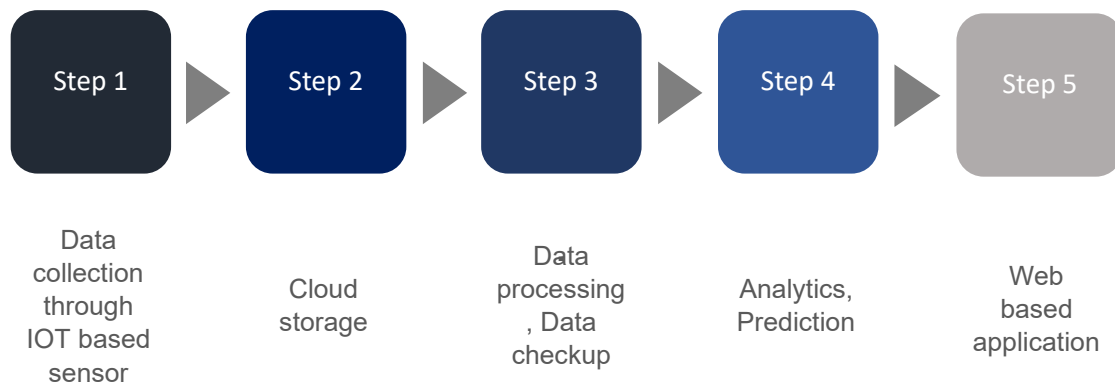 Step 1
Step 2
Step 3
Step 4
Step 5
Data
collection
through
IOT based
sensor
Cloud
storage
Data
processing
, Data
checkup
Analytics,
Prediction
Web
based
application